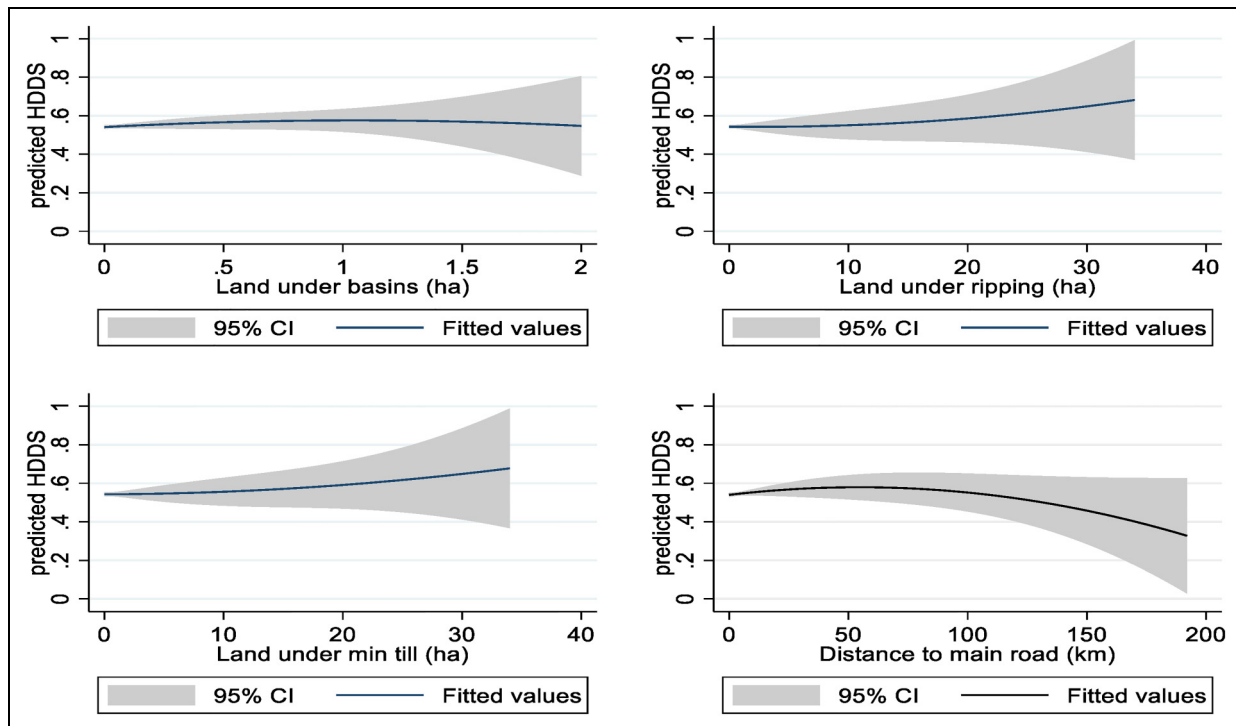 predicted HDDS
0 .2 .4 .6 .8 1
0 .5 1 1.5 2
Land under basins (ha)
95% CI Fitted values
predicted HDDS
0 .2 .4 .6 .8 1
0 10 20 30 40
Land under ripping (ha)
95% CI Fitted values
predicted HDDS
0 .2 .4 .6 .8 1
0 10 20 30 40
Land under min till (ha)
95% CI Fitted values
predicted HDDS
0 .2 .4 .6 .8 1
0 50 100 150 200
Distance to main road (km)
95% CI Fitted values